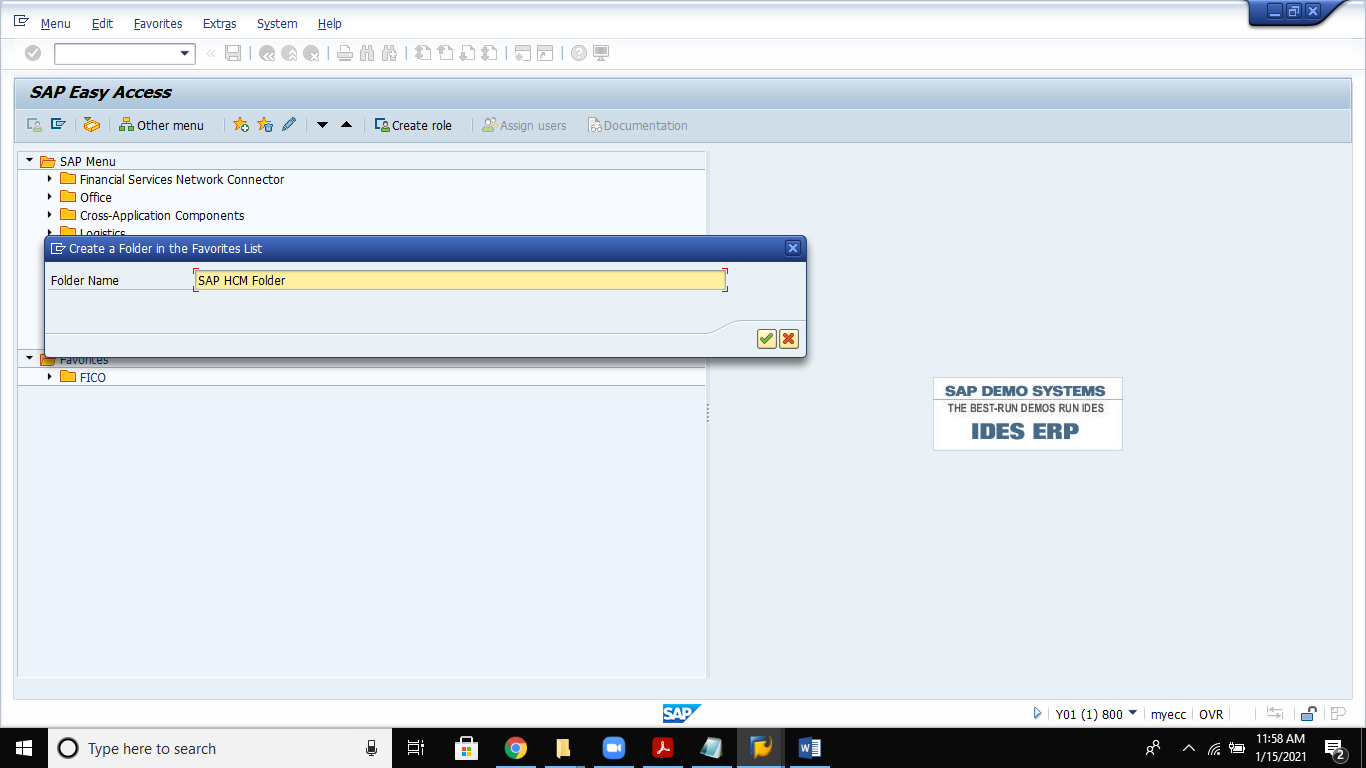 Menu Edit Favorites Extras System Help
SAP Easy Access
Other menu Create role Assign users Documentation
SAP Menu
Financial Services Network Connector
Office
Cross-Application Components
Logistics
Create a Folder in the Favorites List
Folder Name SAP HCM Folder
Favorites
FICO
SAP DEMO SYSTEMS
THE BEST-RUN DEMOS RUN IDES
IDES ERP
SAP Y01 (1) 800 myecc OVR
Type here to search
11:58 AM
1/15/2021
2